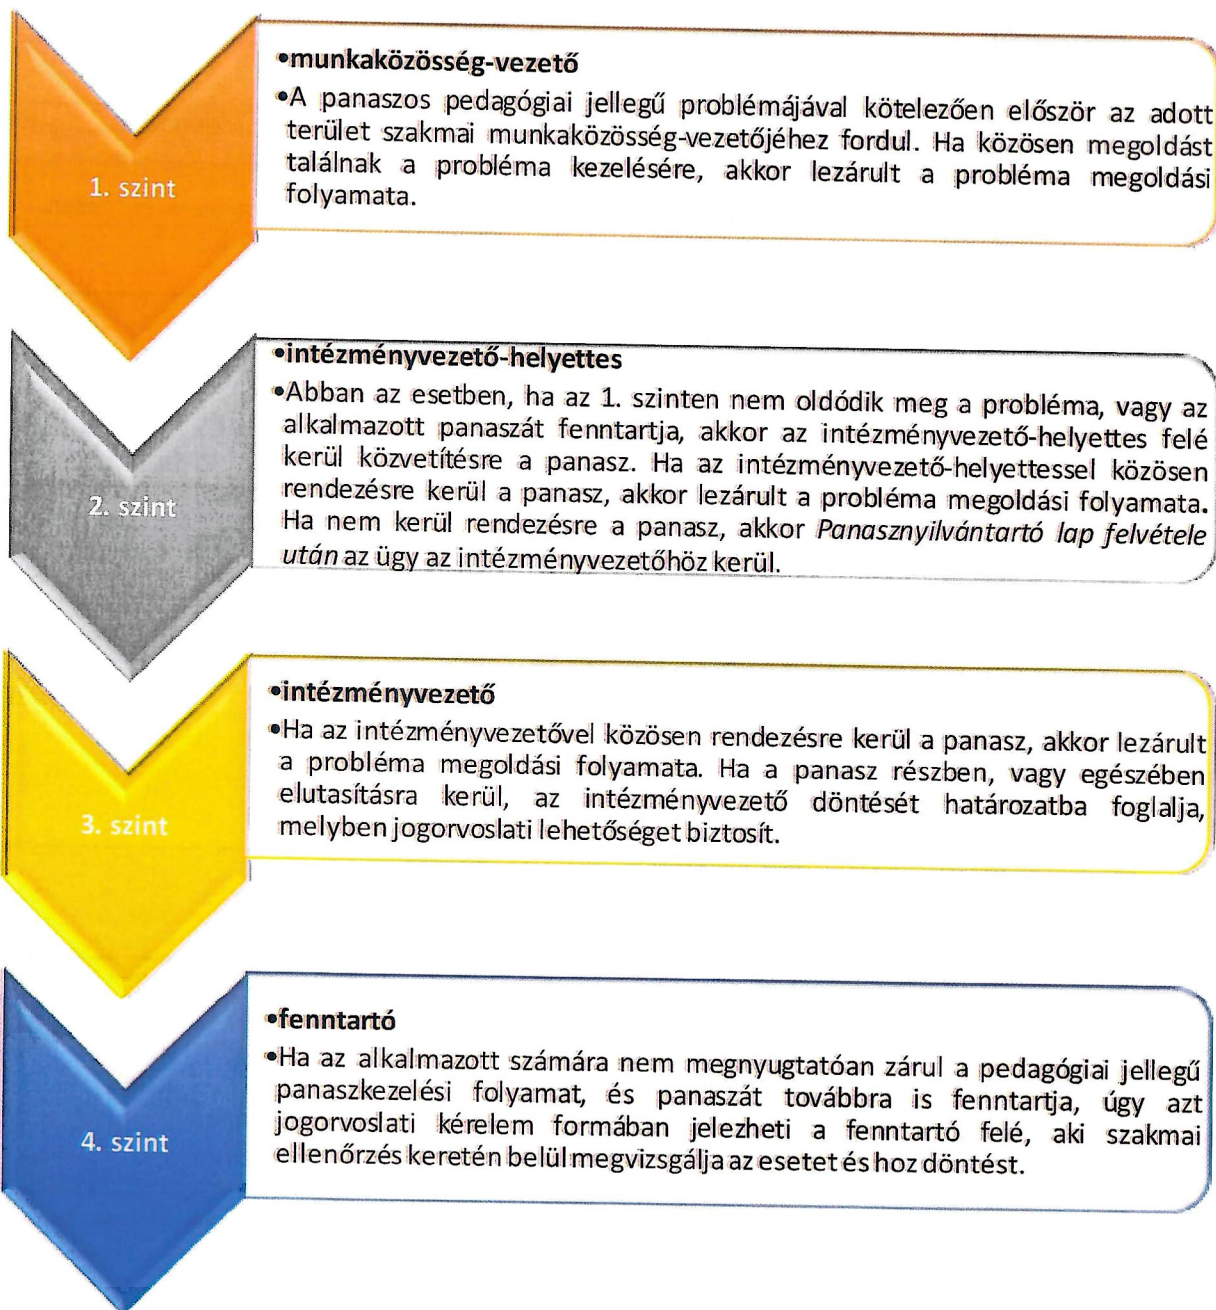 •munkaközösség-vezető
•A panaszos pedagógiai jellegű problémájával kötelezően először az adott
terület szakmai munkaközösség-vezetőjéhez fordul. Ha közösen megoldást
találnak a probléma kezelésére, akkor lezárult a probléma megoldási
folyamata.
1. szint
•intézményvezető-helyettes
•Abban az esetben, ha az 1. szinten nem oldódik meg a probléma, vagy az
alkalmazott panaszát fenntartja, akkor az intézményvezető-helyettes felé
kerül közvetítésre a panasz. Ha az intézményvezető-helyettessel közösen
rendezésre kerül a panasz, akkor lezárult a probléma megoldási folyamata.
Ha nem kerül rendezésre a panasz, akkor Panasznyilvántartó lap felvétele
után az ügy az intézményvezetőhöz kerül.
2. szint
•intézményvezető
•Ha az intézményvezetővel közösen rendezésre kerül a panasz, akkor lezárult
a probléma megoldási folyamata. Ha a panasz részben, vagy egészében
elutasításra kerül, az intézményvezető döntését határozatba foglalja,
melyben jogorvoslati lehetőséget biztosít.
3. szint
•fenntartó
•Ha az alkalmazott számára nem megnyugtatóan zárul a pedagógiai jellegű
panaszkezelési folyamat, és panaszát továbbra is fenntartja, úgy azt
jogorvoslati kérelem formában jelezheti a fenntartó felé, aki szakmai
ellenőrzés keretén belül megvizsgálja az esetet és hoz döntést.
4. szint